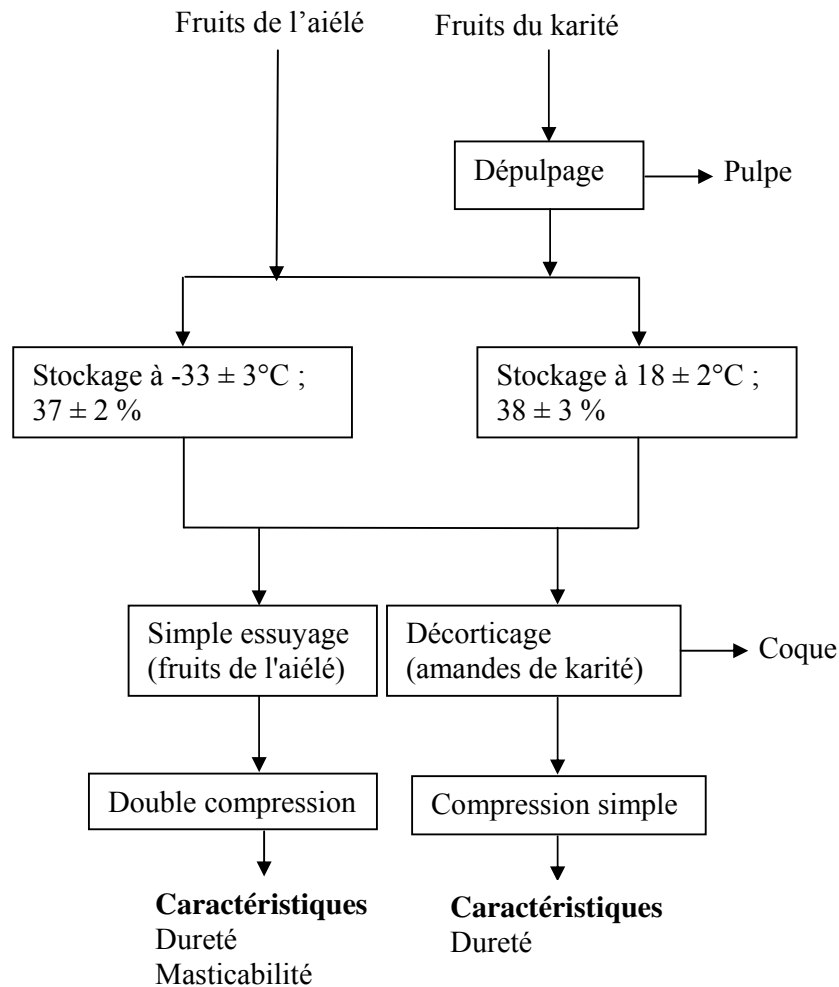 Fruits de l’aiélé
Fruits du karité
Dépulpage
Pulpe
Stockage à -33 ± 3°C ;
37 ± 2 %
Stockage à 18 ± 2°C ;
38 ± 3 %
Simple essuyage
(fruits de l'aiélé)
Décorticage
(amandes de karité)
Coque
Double compression
Compression simple
Caractéristiques
Dureté
Masticabilité
Caractéristiques
Dureté